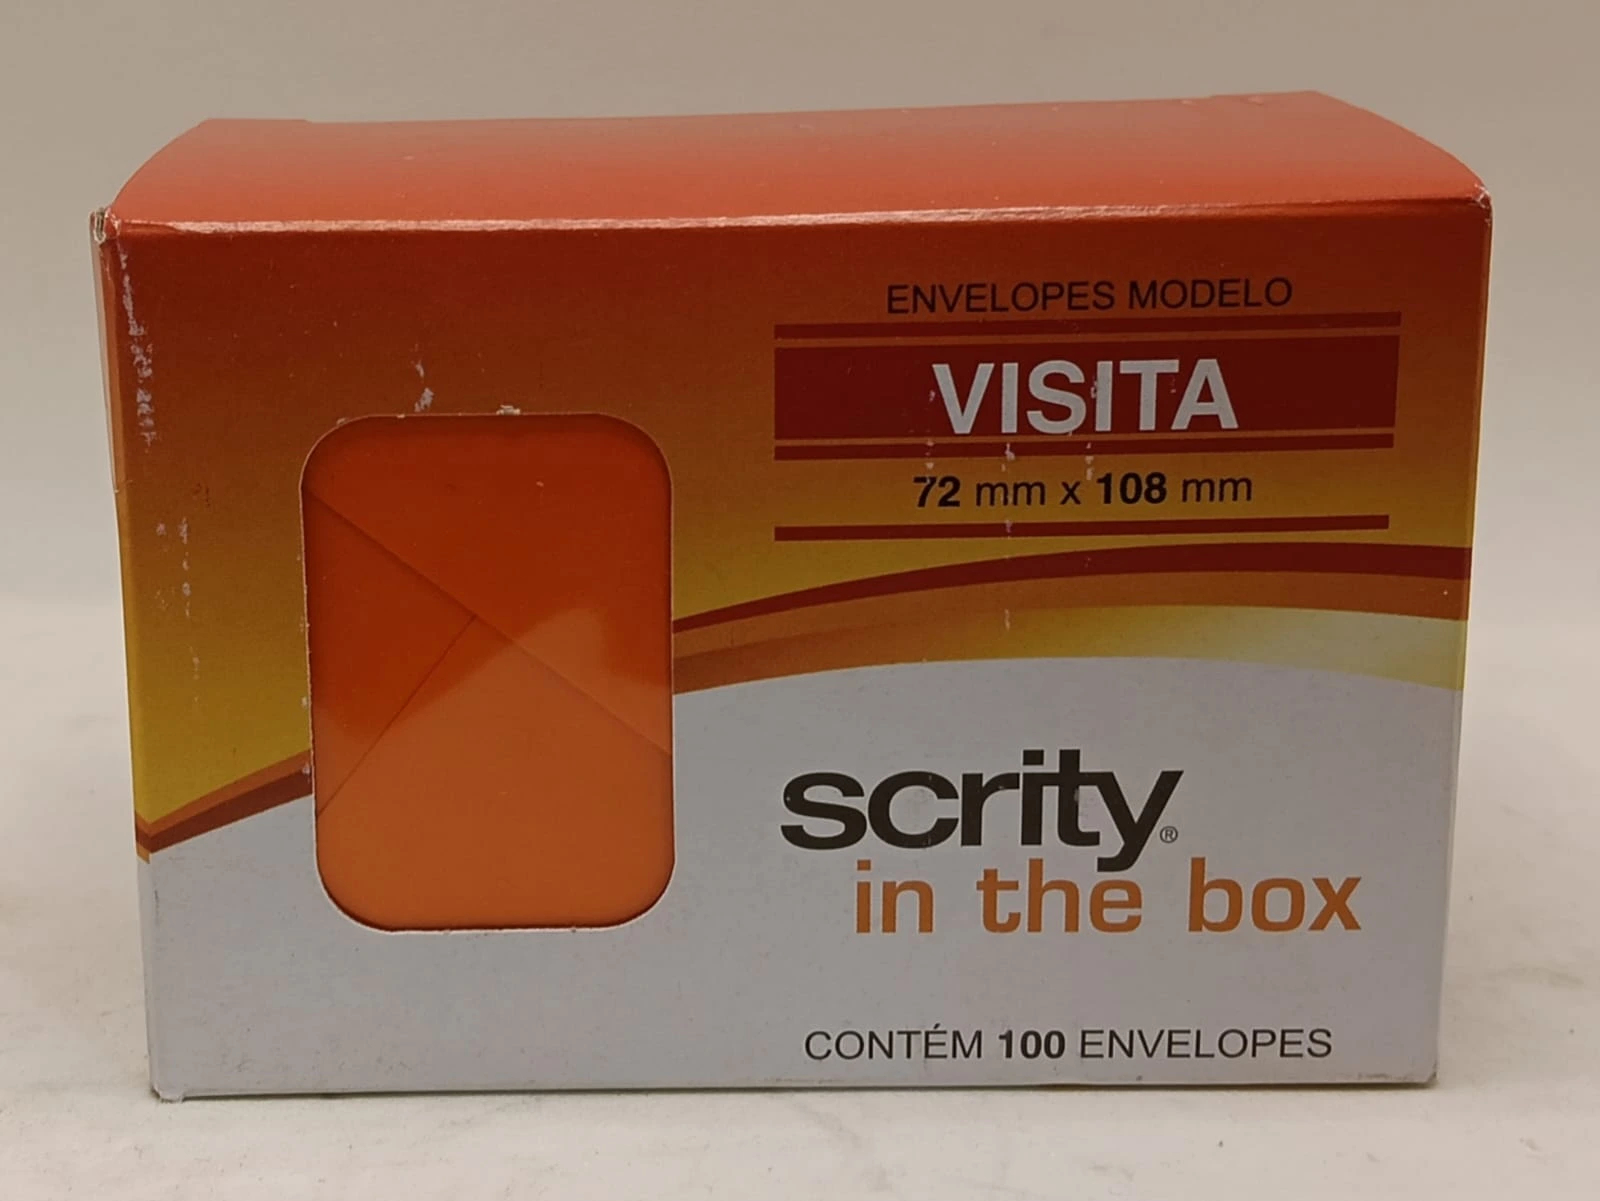 ENVELOPES MODELO
VISITA
72 mm x 108 mm
scrity®
in the box
CONTÉM 100 ENVELOPES